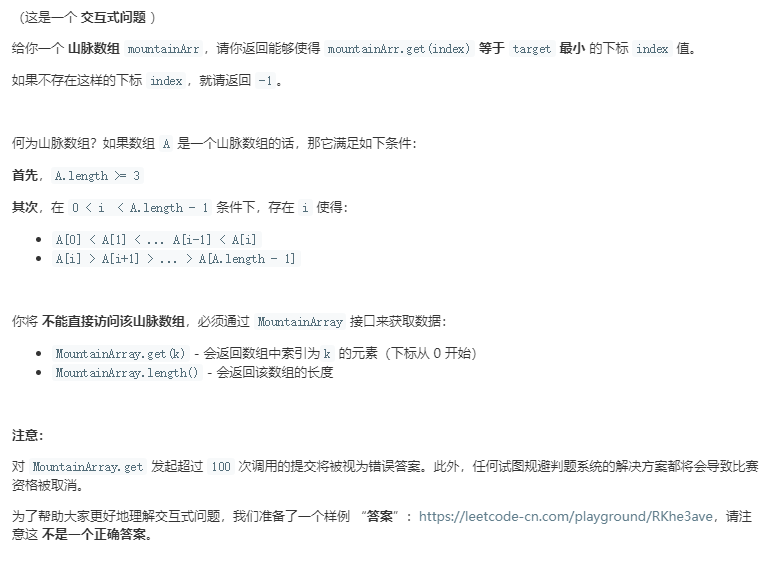 （这是一个 交互式问题 ）
给你一个 山脉数组 mountainArr，请你返回能够使得 mountainArr.get(index) 等于 target 最小 的下标 index 值。
如果不存在这样的下标 index，就请返回 -1。
何为山脉数组？如果数组 A 是一个山脉数组的话，那它满足如下条件：
首先，A.length >= 3
其次，在 0 < i < A.length - 1 条件下，存在 i 使得：
A[0] < A[1] < ... A[i-1] < A[i]
A[i] > A[i+1] > ... > A[A.length - 1]
你将 不能直接访问该山脉数组，必须通过 MountainArray 接口来获取数据：
MountainArray.get(k) - 会返回数组中索引为k 的元素（下标从 0 开始）
MountainArray.length() - 会返回该数组的长度
注意：
对 MountainArray.get 发起超过 100 次调用的提交将被视为错误答案。此外，任何试图规避判题系统的解决方案都将会导致比赛
资格被取消。
为了帮助大家更好地理解交互式问题，我们准备了一个样例 “答案”：https://leetcode-cn.com/playground/RKhe3ave，请注
意这 不是一个正确答案。